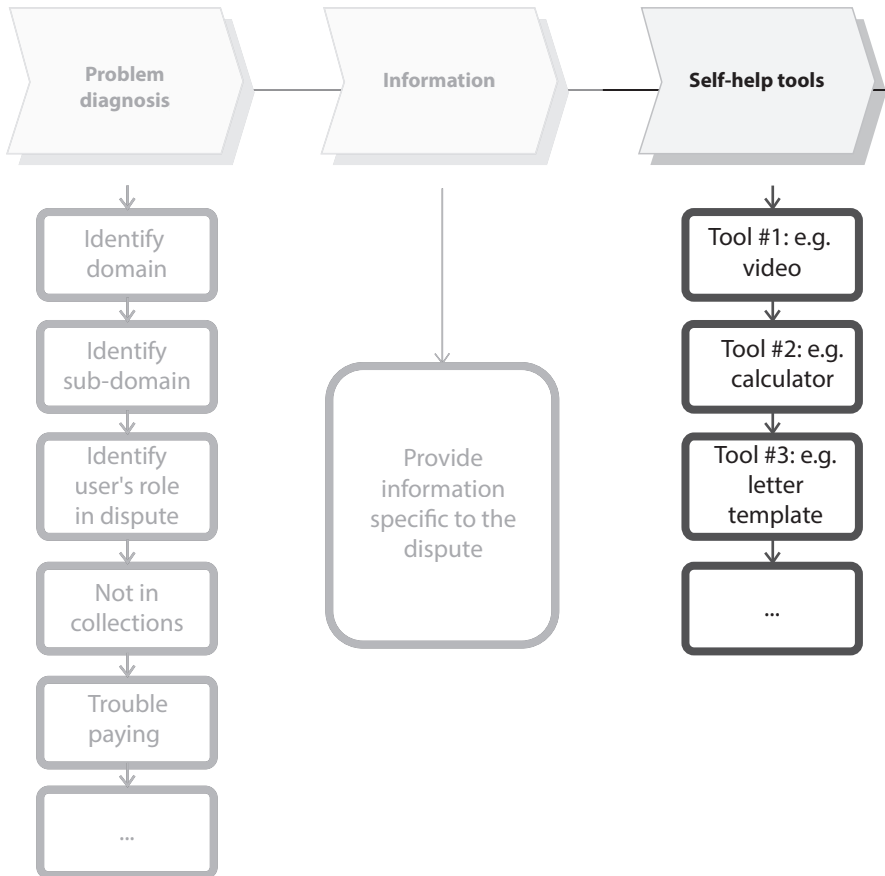 Problem
diagnosis
Information
Self-help tools
Identify
domain
Identify
sub-domain
Identify
user's role
in dispute
Not in
collections
Trouble
paying
...
Provide
information
specific to the
dispute
Tool #1: e.g.
video
Tool #2: e.g.
calculator
Tool #3: e.g.
letter
template
...